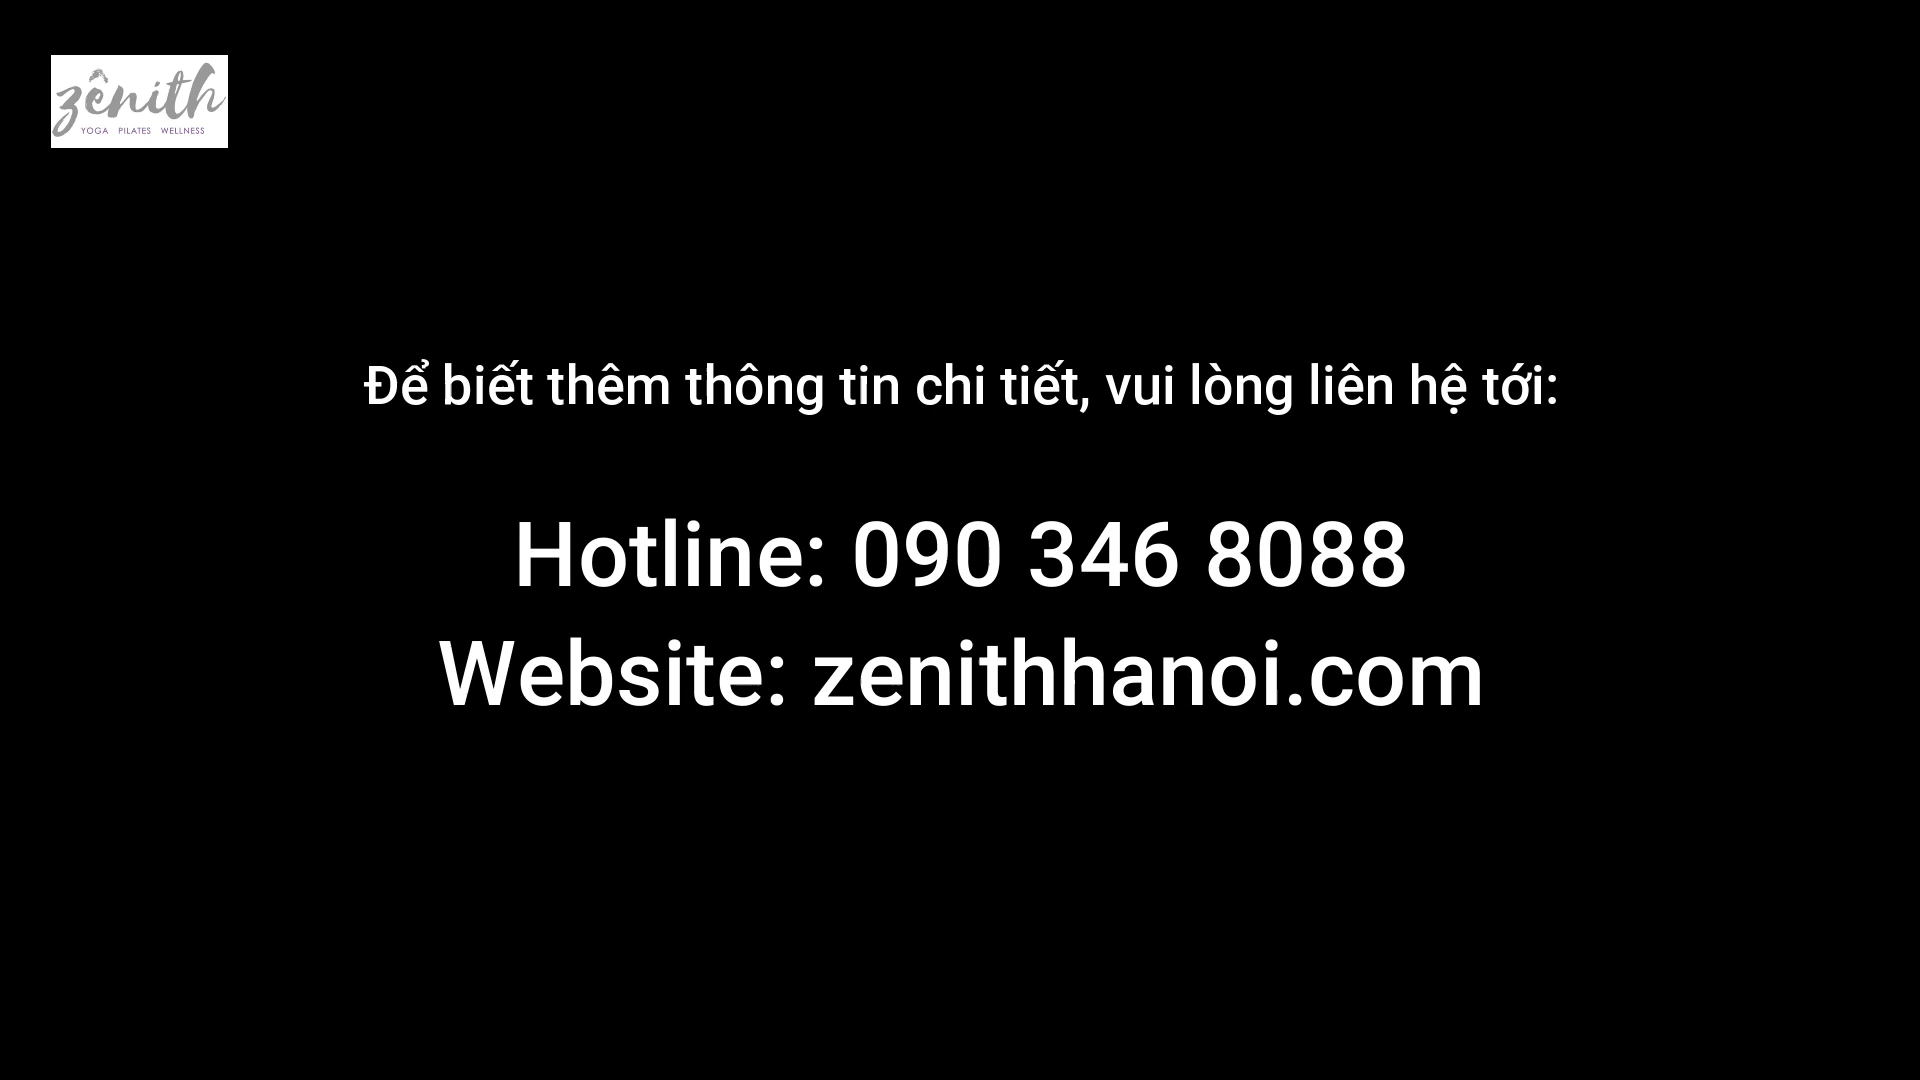 zênith
YOGA PILATES WELLNESS
Để biết thêm thông tin chi tiết, vui lòng liên hệ tới:
Hotline: 090 346 8088
Website: zenithhanoi.com